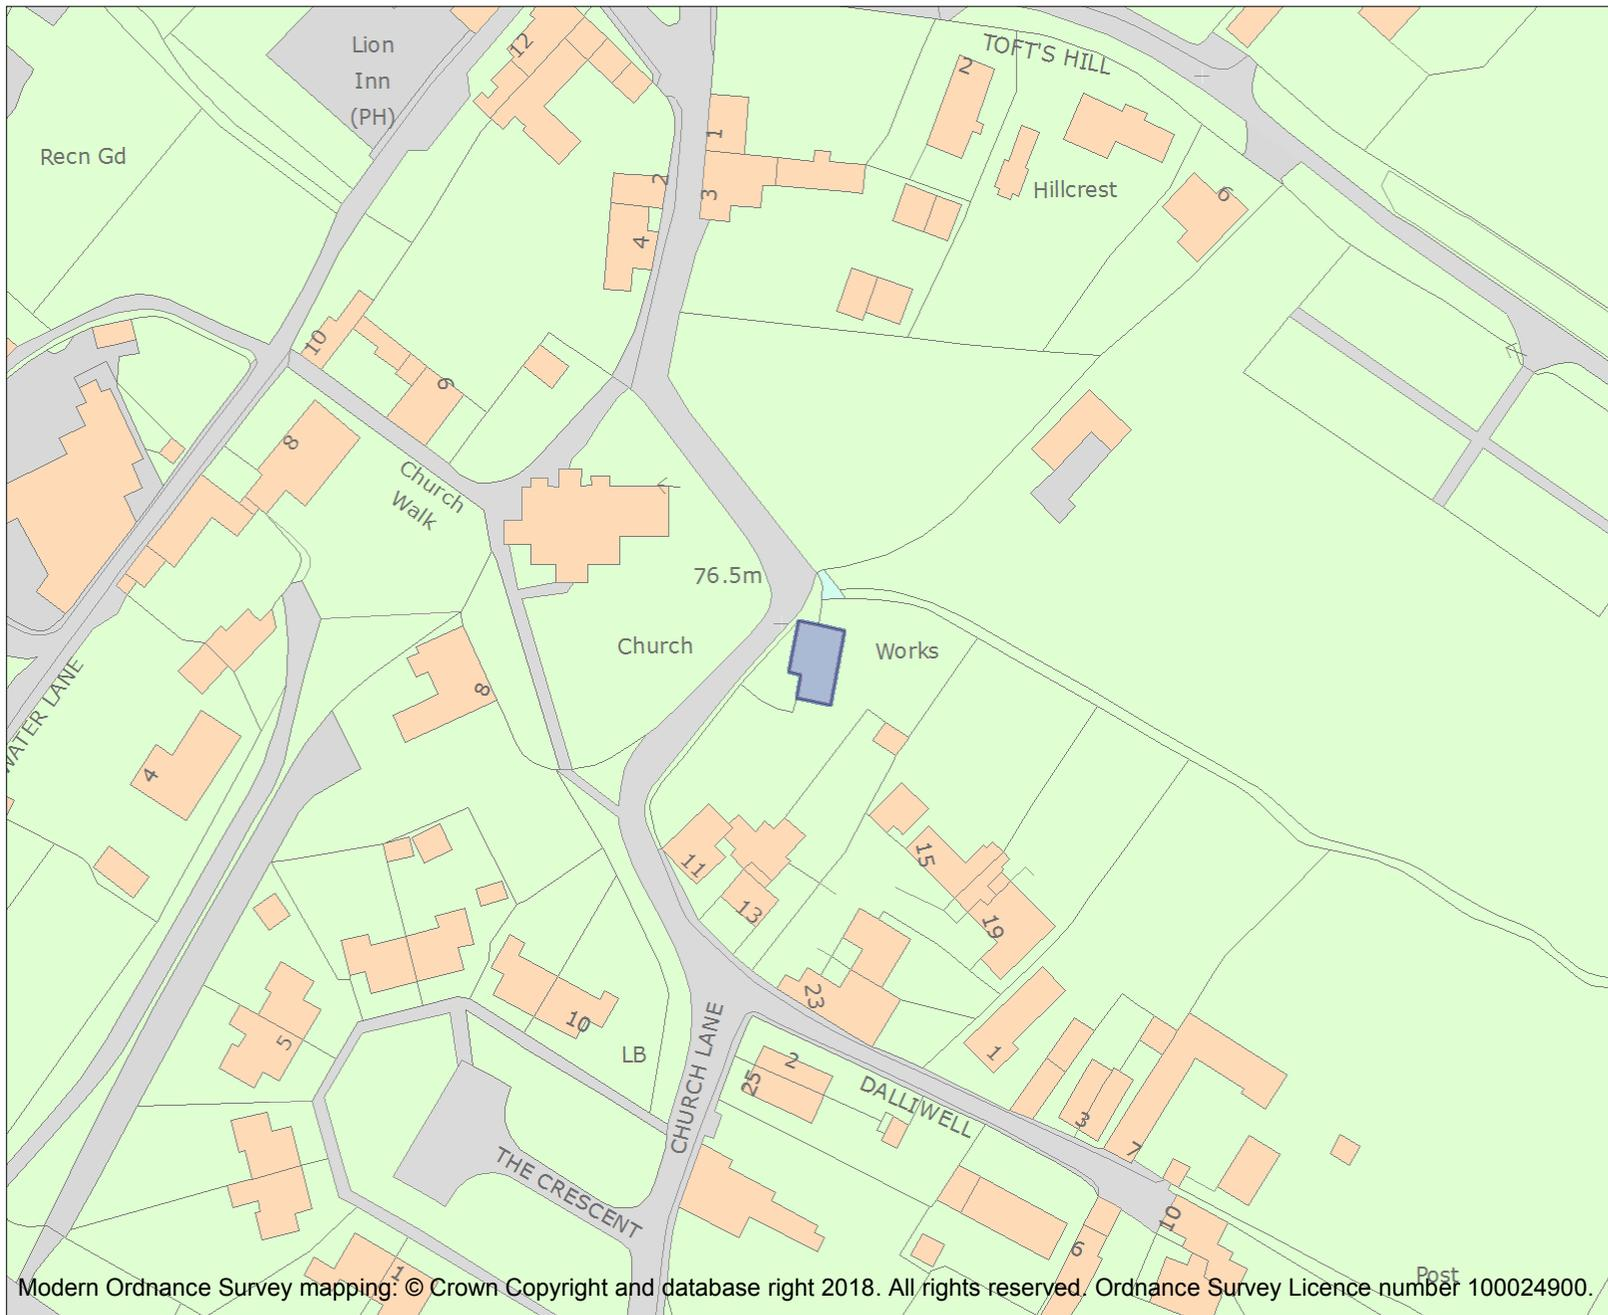 Lion
Inn
(PH)
12
TOFT'S HILL
2
Recn Gd
1
2
3
Hillcrest
6
4
10
9
8
Church
Walk
76.5m
Church
Works
8
WATER LANE
4
11
15
13
19
23
10
5
LB
1
CHURCH LANE
2
25
DALLIWELL
3
7
THE CRESCENT
10
6
1
Post
Modern Ordnance Survey mapping: © Crown Copyright and database right 2018. All rights reserved. Ordnance Survey Licence number 100024900.